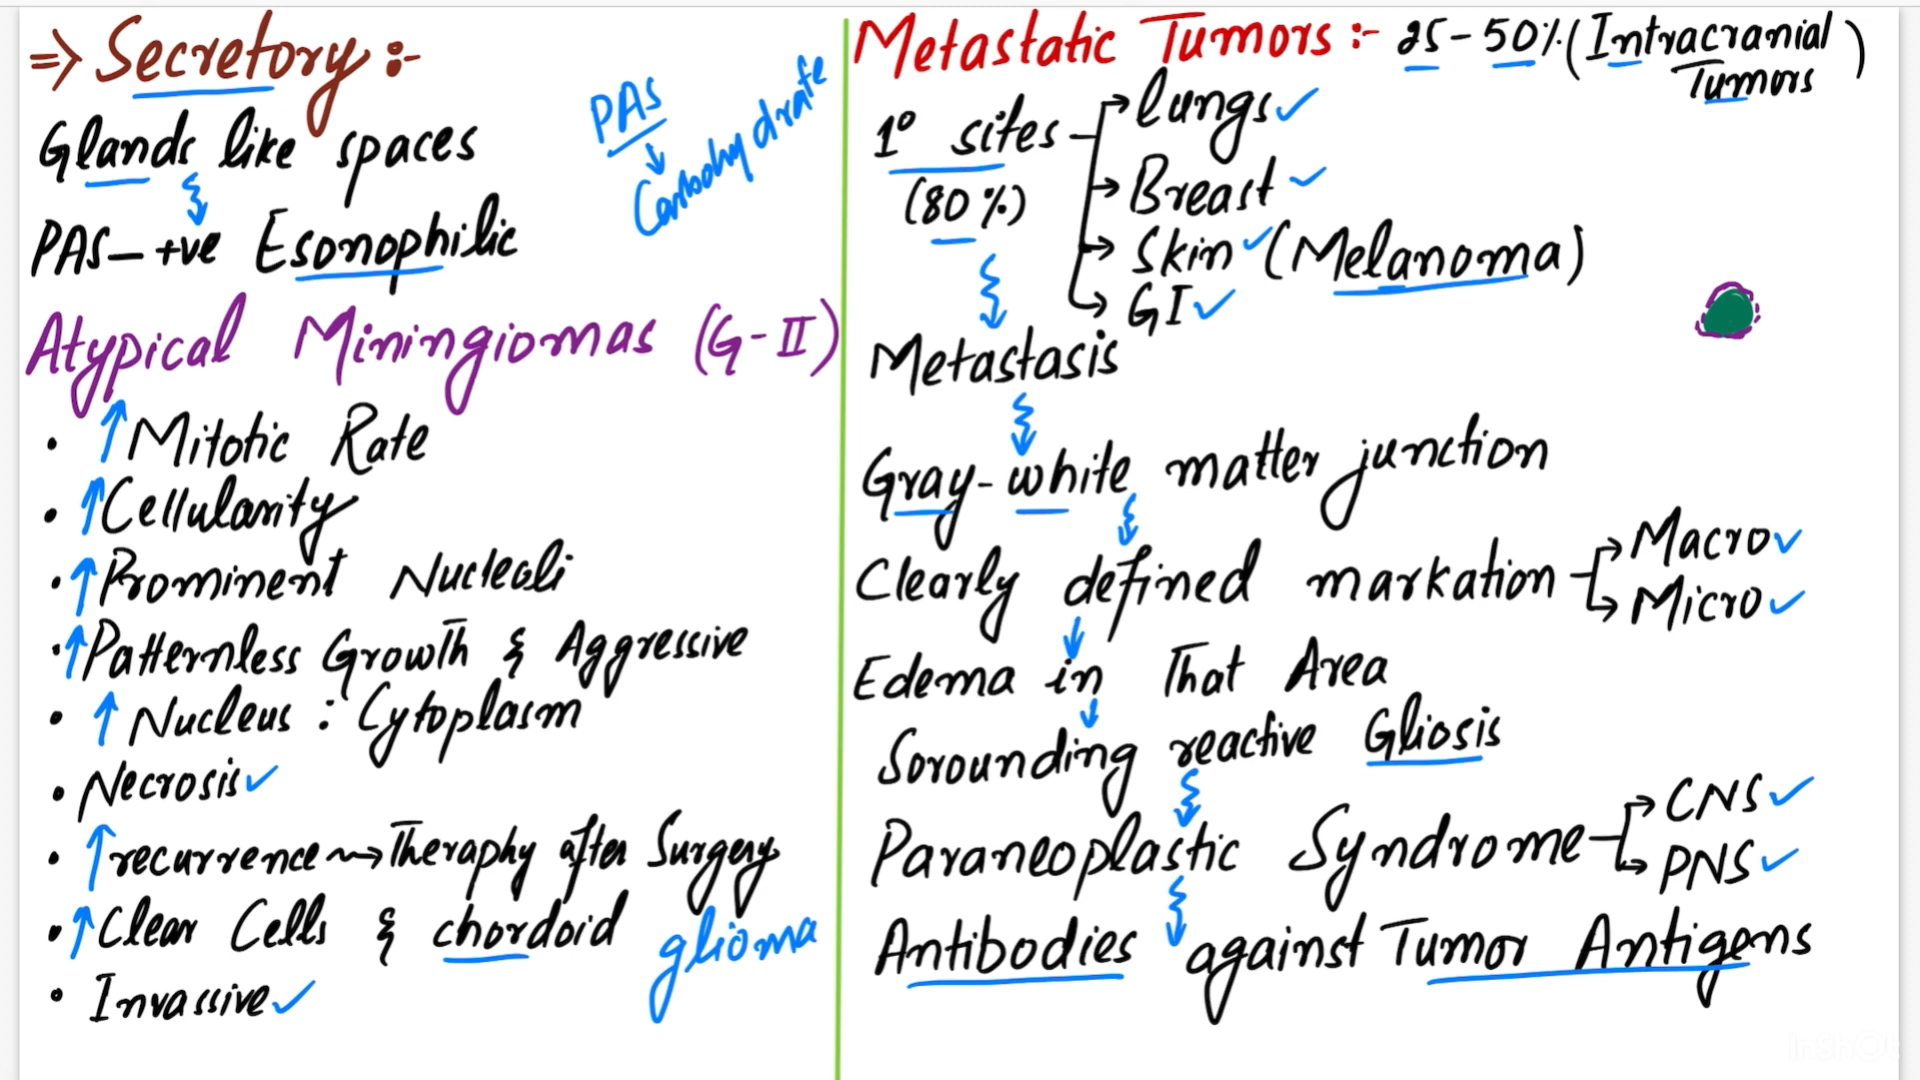 ⇒ Secretory :-
Glands like spaces
PAS → Carbohydrate
PAS - +ve Esonophilic
Atypical Miningiomas (G-II)
• ↑ Mitotic Rate
• ↑ Cellularity
• ↑ Prominent Nucleoli
• ↑ Patternless Growth & Aggressive
• ↑ Nucleus : Cytoplasm
• Necrosis ✓
• ↑ recurrence → Theraphy after Surgery
• ↑ Clear Cells & chordoid glioma
• Invassive ✓
Metastatic Tumors :- 25-50% (Intracranial Tumors)
1° sites (80%)
→ lungs ✓
→ Breast ✓
→ Skin ✓ (Melanoma)
→ GI ✓
Metastasis
Gray-white matter junction
Clearly defined markation
→ Macro ✓
→ Micro ✓
Edema in That Area
Sorounding reactive Gliosis
Paraneoplastic Syndrome
→ CNS ✓
→ PNS ✓
Antibodies against Tumor Antigens
InShOt